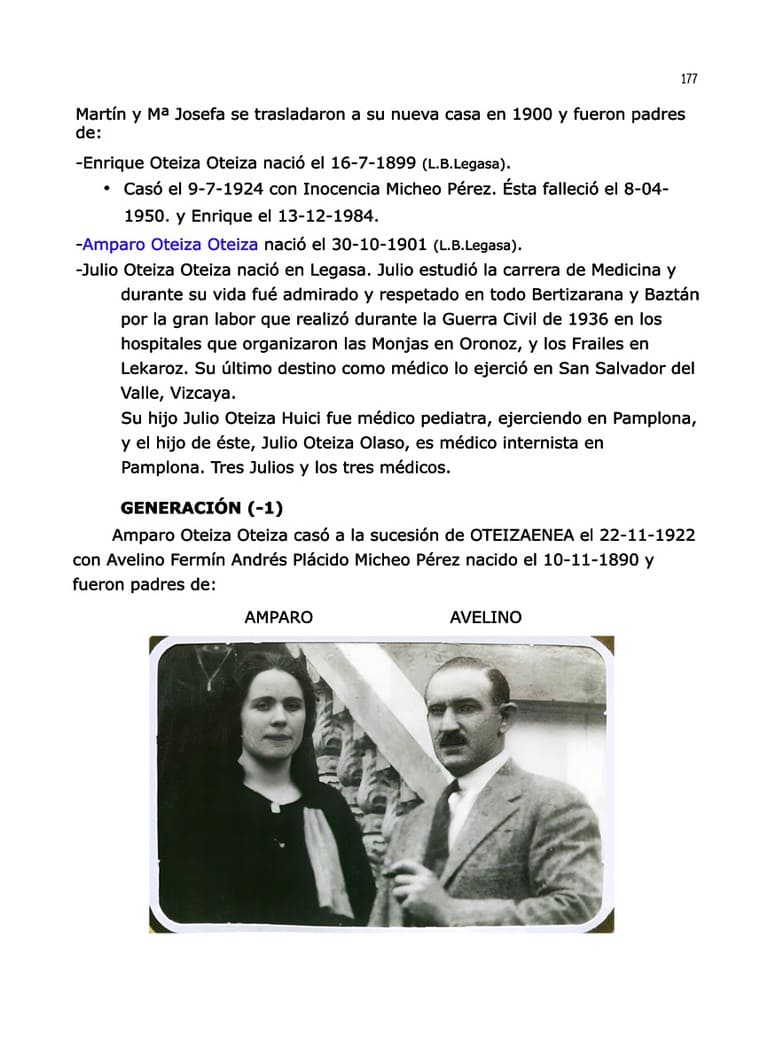 177
Martín y Mª Josefa se trasladaron a su nueva casa en 1900 y fueron padres
de:
-Enrique Oteiza Oteiza nació el 16-7-1899 (L.B.Legasa).
• Casó el 9-7-1924 con Inocencia Micheo Pérez. Ésta falleció el 8-04-
1950. y Enrique el 13-12-1984.
-Amparo Oteiza Oteiza nació el 30-10-1901 (L.B.Legasa).
-Julio Oteiza Oteiza nació en Legasa. Julio estudió la carrera de Medicina y
durante su vida fué admirado y respetado en todo Bertizarana y Baztán
por la gran labor que realizó durante la Guerra Civil de 1936 en los
hospitales que organizaron las Monjas en Oronoz, y los Frailes en
Lekaroz. Su último destino como médico lo ejerció en San Salvador del
Valle, Vizcaya.
Su hijo Julio Oteiza Huici fue médico pediatra, ejerciendo en Pamplona,
y el hijo de éste, Julio Oteiza Olaso, es médico internista en
Pamplona. Tres Julios y los tres médicos.
GENERACIÓN (-1)
Amparo Oteiza Oteiza casó a la sucesión de OTEIZAENEA el 22-11-1922
con Avelino Fermín Andrés Plácido Micheo Pérez nacido el 10-11-1890 y
fueron padres de:
AMPARO AVELINO